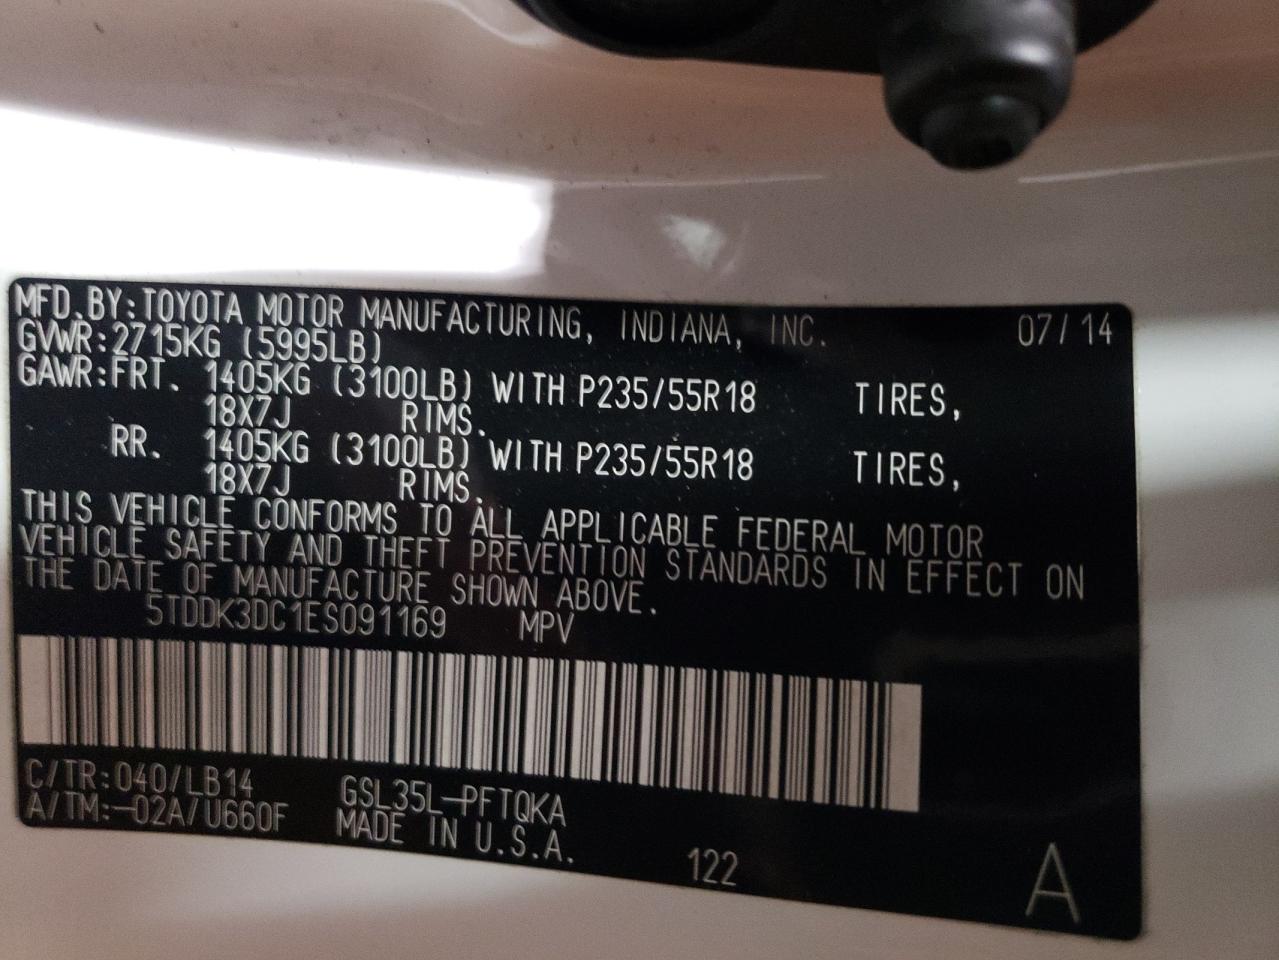 MFD.BY:TOYOTA MOTOR MANUFACTURING, INDIANA, INC. 07/14
GVWR:2715KG (5995LB)
GAWR:FRT. 1405KG (3100LB) WITH P235/55R18 TIRES,
18X7J RIMS.
RR. 1405KG (3100LB) WITH P235/55R18 TIRES,
18X7J RIMS.
THIS VEHICLE CONFORMS TO ALL APPLICABLE FEDERAL MOTOR
VEHICLE SAFETY AND THEFT PREVENTION STANDARDS IN EFFECT ON
THE DATE OF MANUFACTURE SHOWN ABOVE.
5TDDK3DC1ES091169 MPV
C/TR:040/LB14 GSL35L-PFTQKA
A/TM:-02A/U660F MADE IN U.S.A.
122 A